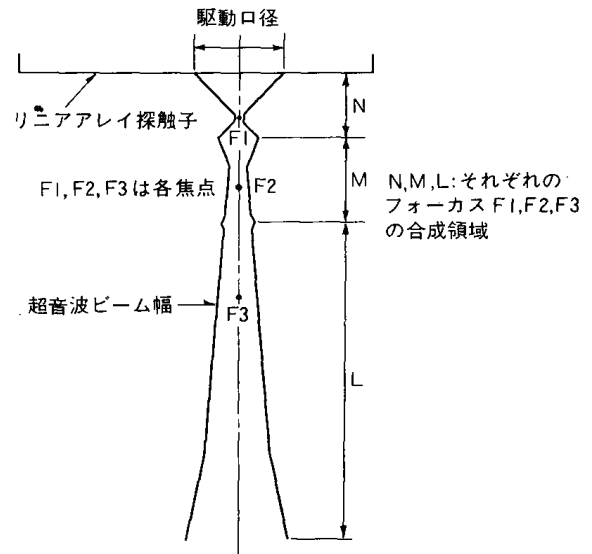 駆動口径
リニアアレイ探触子
N
F1
F1,F2,F3は各焦点
F2
M
N,M,L:それぞれの
フォーカスF1,F2,F3
の合成領域
超音波ビーム幅
F3
L